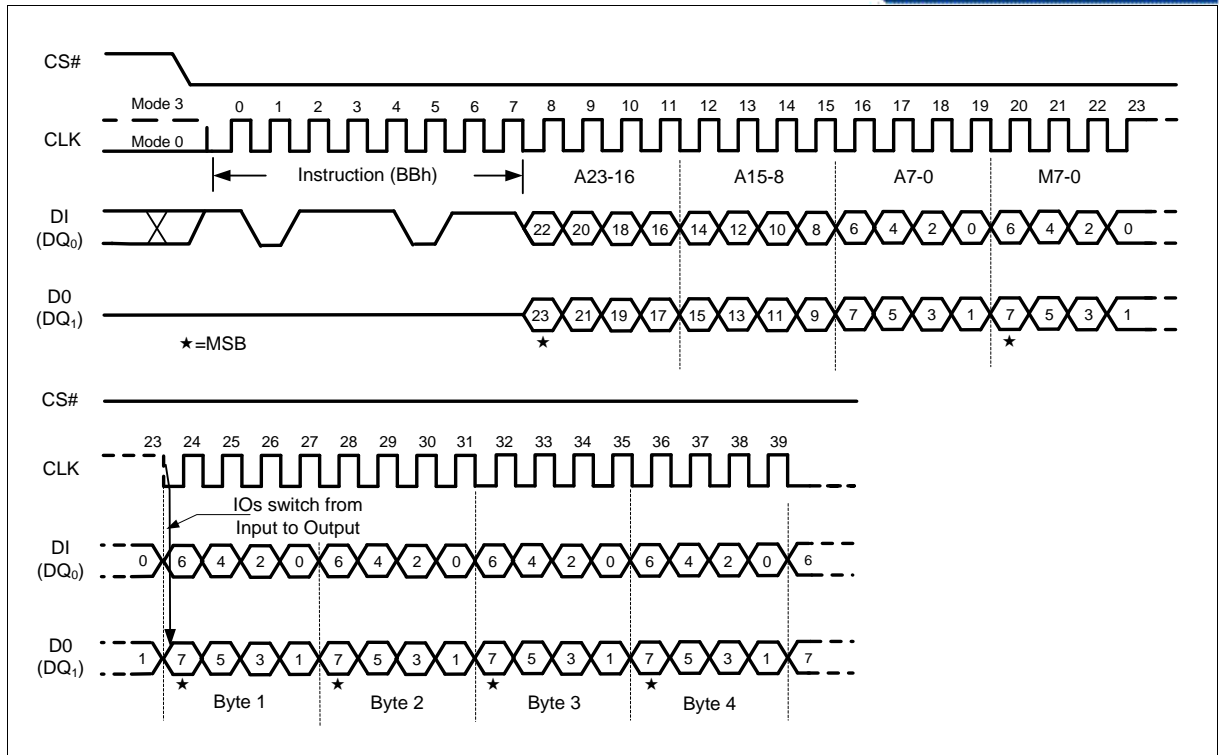 CS#
Mode 3
0 1 2 3 4 5 6 7 8 9 10 11 12 13 14 15 16 17 18 19 20 21 22 23
CLK
Mode 0
Instruction (BBh)
A23-16
A15-8
A7-0
M7-0
DI
(DQ0)
22 20 18 16 14 12 10 8 6 4 2 0 6 4 2 0
D0
(DQ1)
23 21 19 17 15 13 11 9 7 5 3 1 7 5 3 1
★=MSB
★
★
CS#
23 24 25 26 27 28 29 30 31 32 33 34 35 36 37 38 39
CLK
IOs switch from
Input to Output
DI
(DQ0)
0 6 4 2 0 6 4 2 0 6 4 2 0 6 4 2 0 6
D0
(DQ1)
1 7 5 3 1 7 5 3 1 7 5 3 1 7 5 3 1 7
★ ★ ★ ★
Byte 1
Byte 2
Byte 3
Byte 4